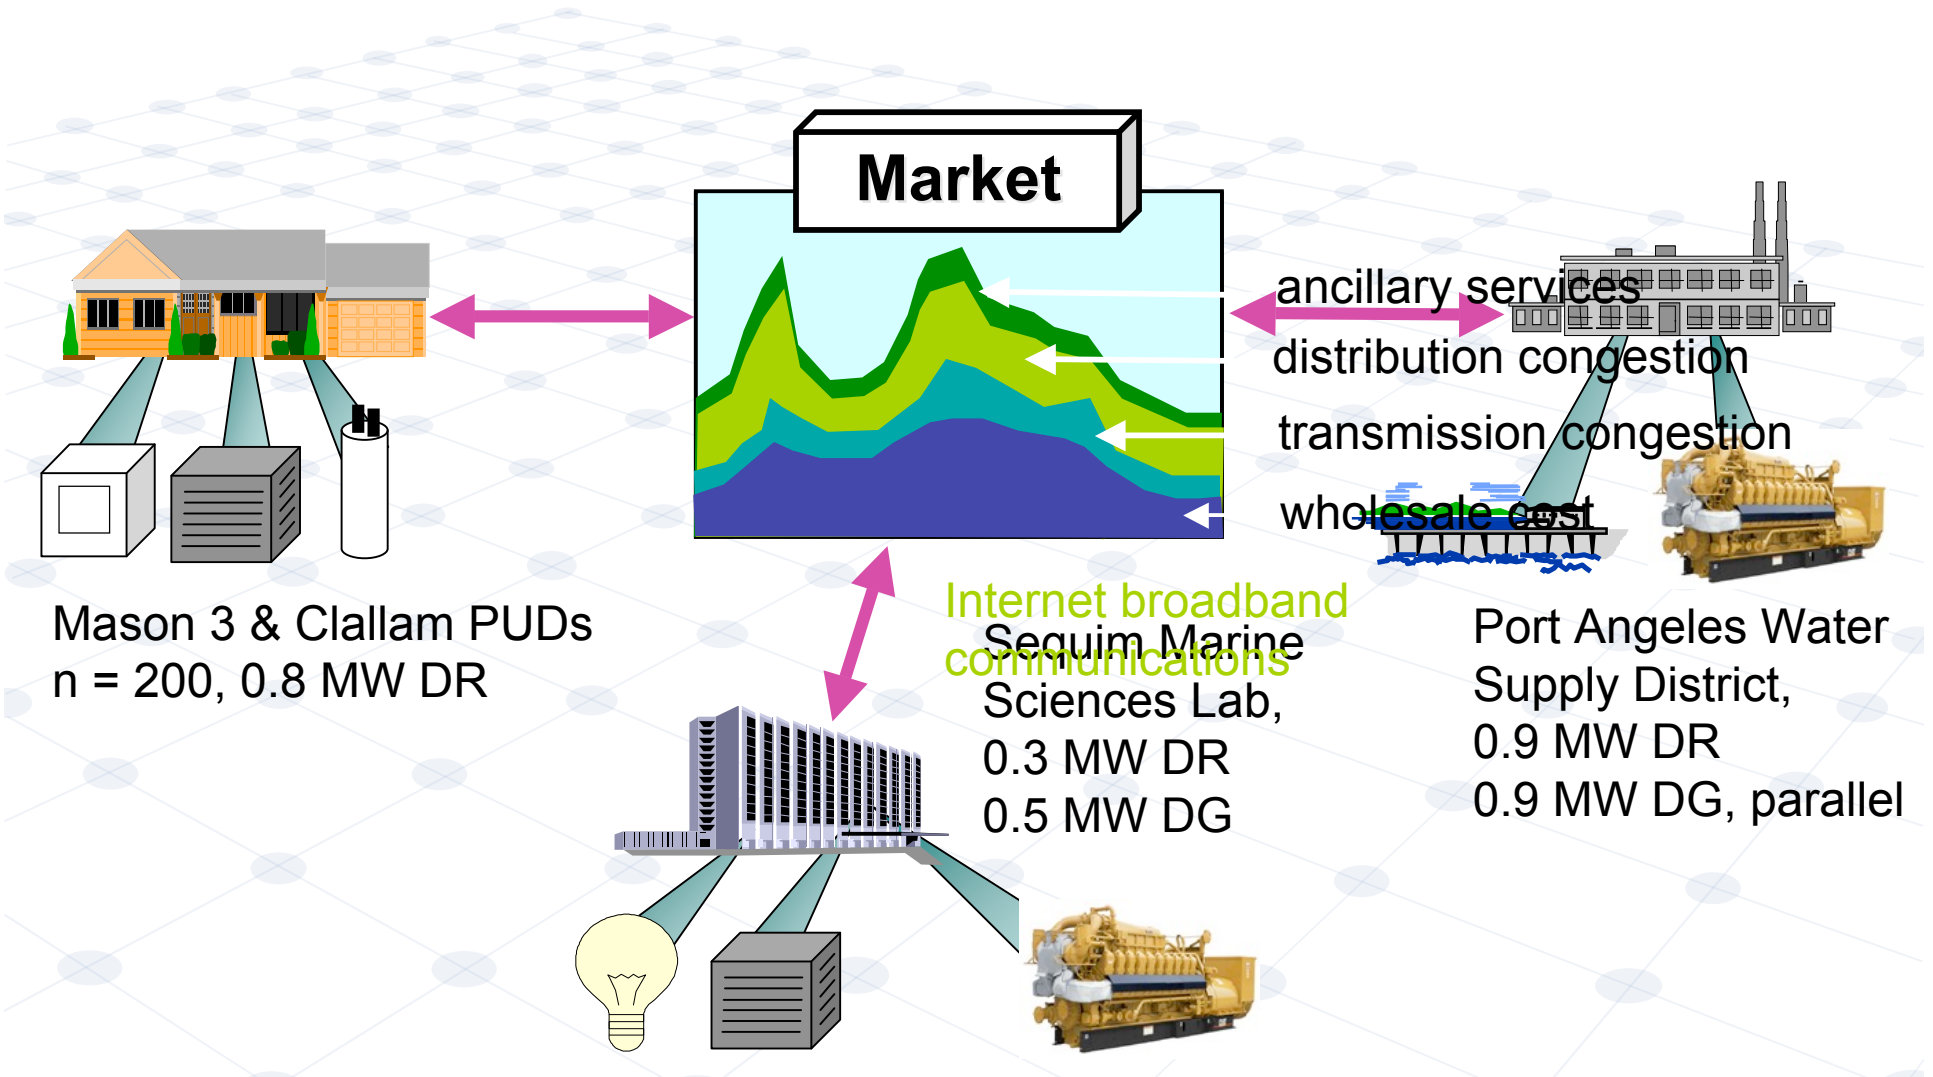 Market
ancillary services
distribution congestion
transmission congestion
wholesale cost
Mason 3 & Clallam PUDs
n = 200, 0.8 MW DR
Internet broadband
communications
Sequim Marine
Sciences Lab,
0.3 MW DR
0.5 MW DG
Port Angeles Water
Supply District,
0.9 MW DR
0.9 MW DG, parallel